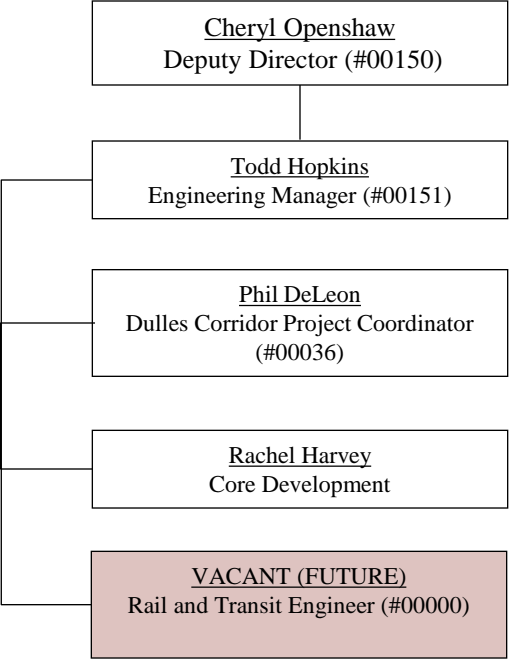 Cheryl Openshaw
Deputy Director (#00150)
Todd Hopkins
Engineering Manager (#00151)
Phil DeLeon
Dulles Corridor Project Coordinator
(#00036)
Rachel Harvey
Core Development
VACANT (FUTURE)
Rail and Transit Engineer (#00000)